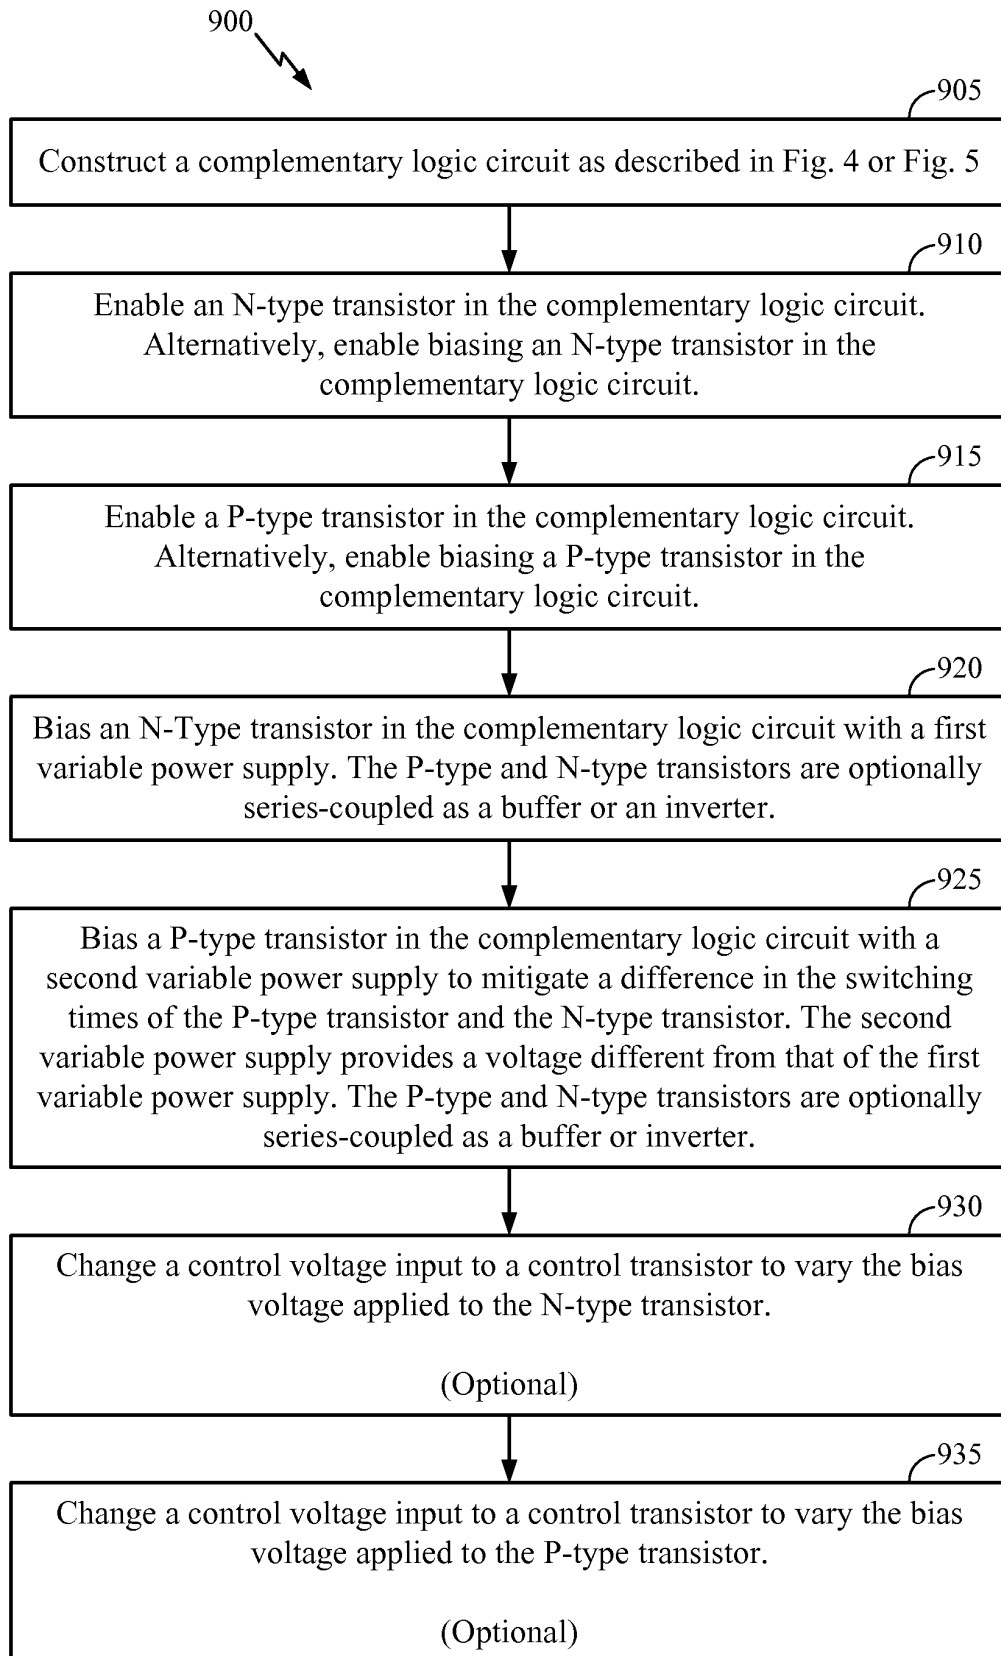 900
905
Construct a complementary logic circuit as described in Fig. 4 or Fig. 5
910
Enable an N-type transistor in the complementary logic circuit.
Alternatively, enable biasing an N-type transistor in the
complementary logic circuit.
915
Enable a P-type transistor in the complementary logic circuit.
Alternatively, enable biasing a P-type transistor in the
complementary logic circuit.
920
Bias an N-Type transistor in the complementary logic circuit with a first
variable power supply. The P-type and N-type transistors are optionally
series-coupled as a buffer or an inverter.
925
Bias a P-type transistor in the complementary logic circuit with a
second variable power supply to mitigate a difference in the switching
times of the P-type transistor and the N-type transistor. The second
variable power supply provides a voltage different from that of the first
variable power supply. The P-type and N-type transistors are optionally
series-coupled as a buffer or inverter.
930
Change a control voltage input to a control transistor to vary the bias
voltage applied to the N-type transistor.
(Optional)
935
Change a control voltage input to a control transistor to vary the bias
voltage applied to the P-type transistor.
(Optional)